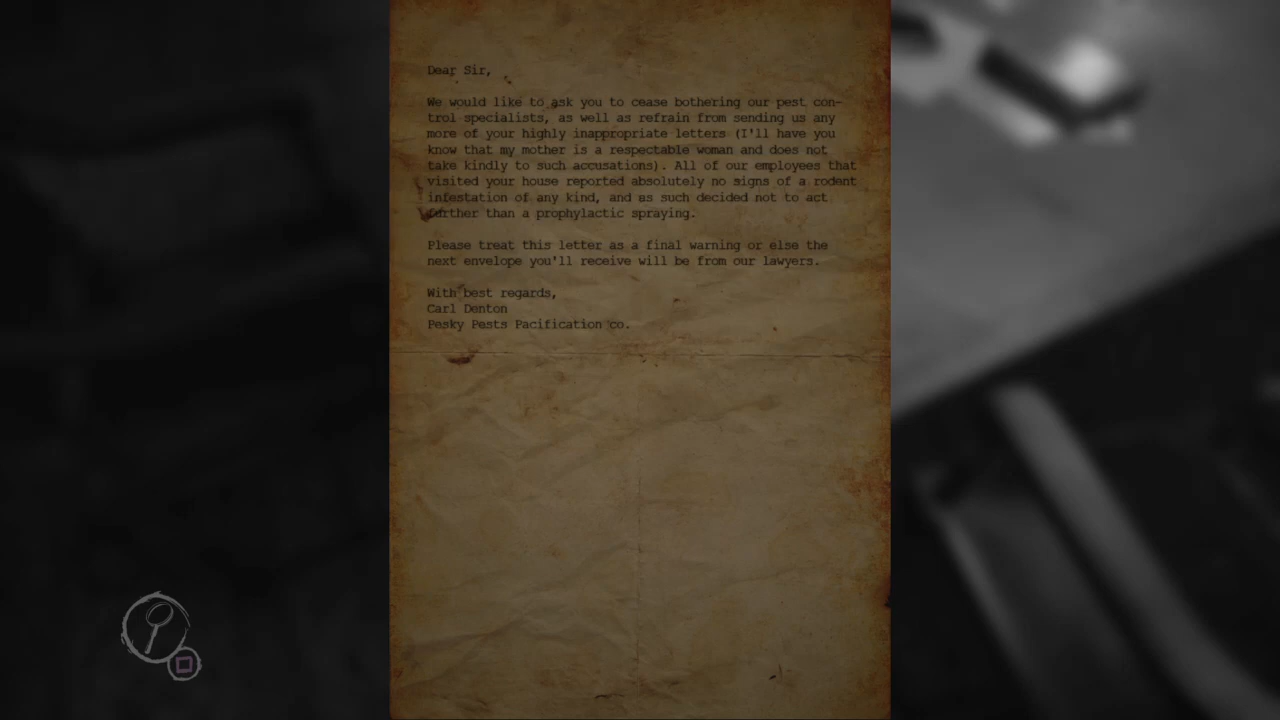 Dear Sir,
We would like to ask you to cease bothering our pest con-
trol specialists, as well as refrain from sending us any
more of your highly inappropriate letters (I'll have you
know that my mother is a respectable woman and does not
take kindly to such accusations). All of our employees that
visited your house reported absolutely no signs of a rodent
infestation of any kind, and as such decided not to act
further than a prophylactic spraying.
Please treat this letter as a final warning or else the
next envelope you'll receive will be from our lawyers.
With best regards,
Carl Denton
Pesky Pests Pacification co.